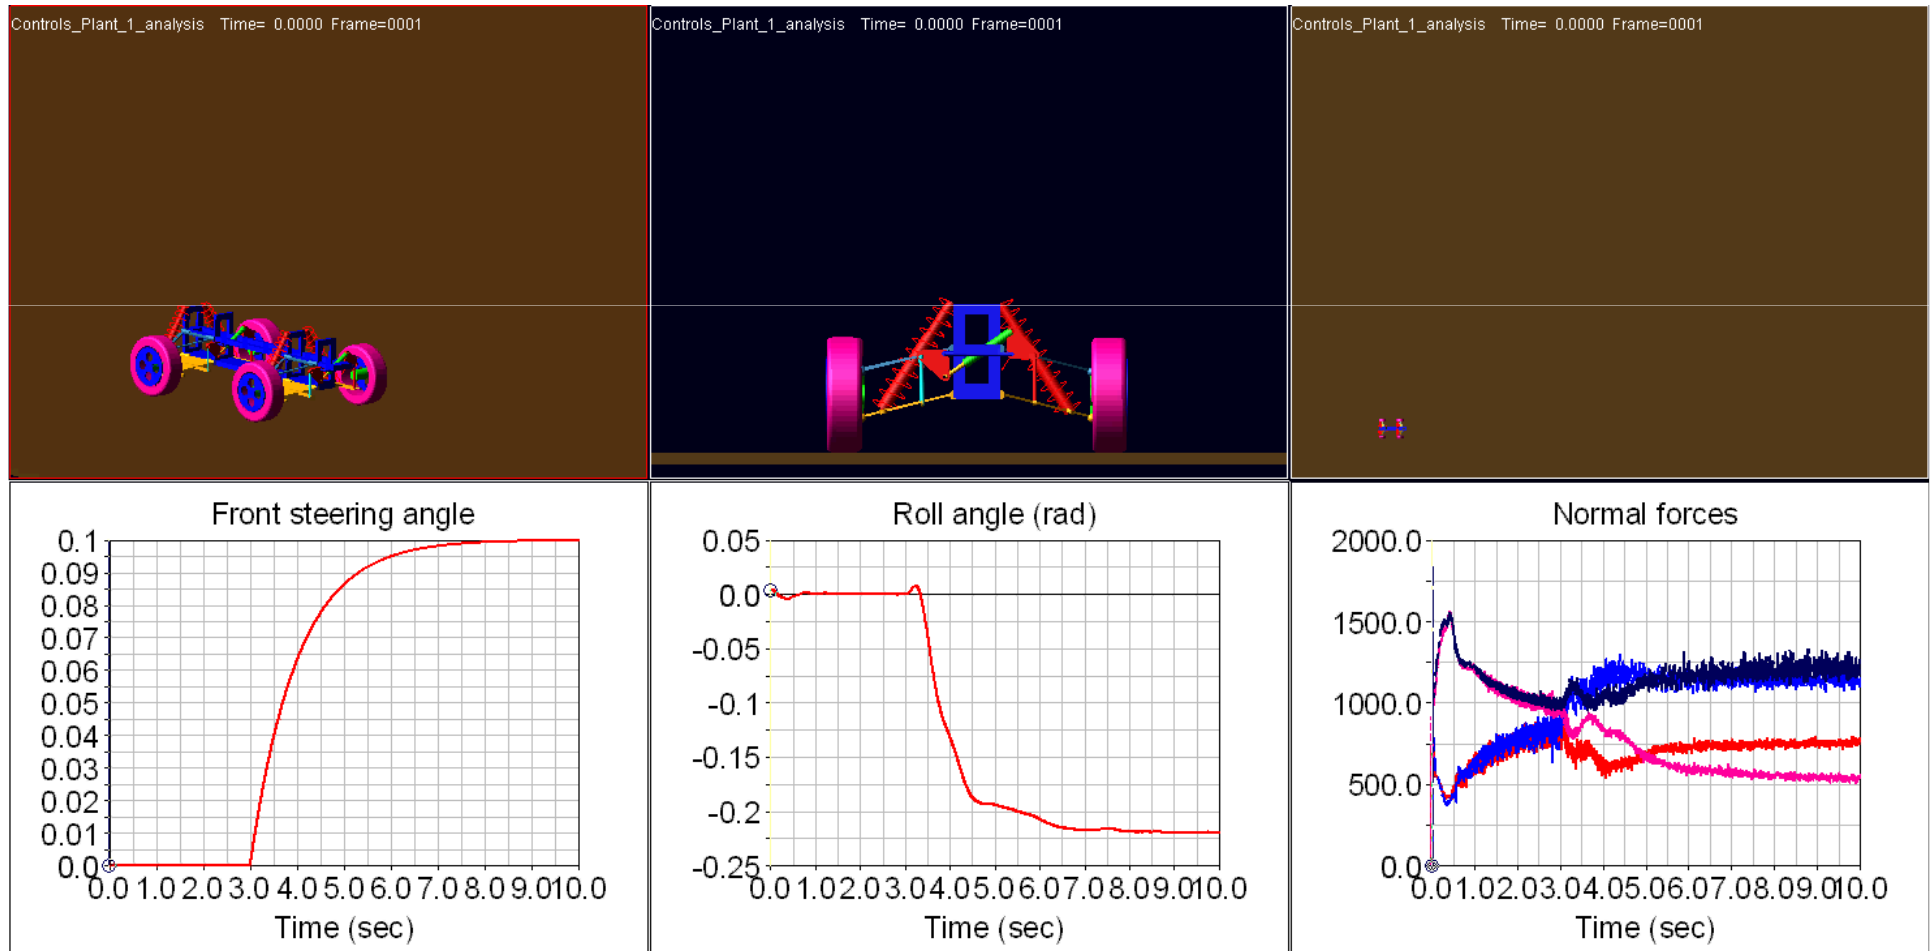 Controls_Plant_1_analysis Time= 0.0000 Frame=0001
Controls_Plant_1_analysis Time= 0.0000 Frame=0001
Controls_Plant_1_analysis Time= 0.0000 Frame=0001
Front steering angle
0.1
0.09
0.08
0.07
0.06
0.05
0.04
0.03
0.02
0.01
0.0
0.0 1.0 2.0 3.0 4.0 5.0 6.0 7.0 8.0 9.0 10.0
Time (sec)
Roll angle (rad)
0.05
0.0
-0.05
-0.1
-0.15
-0.2
-0.25
0.0 1.0 2.0 3.0 4.0 5.0 6.0 7.0 8.0 9.0 10.0
Time (sec)
Normal forces
2000.0
1500.0
1000.0
500.0
0.0
0.0 1.0 2.0 3.0 4.0 5.0 6.0 7.0 8.0 9.0 10.0
Time (sec)